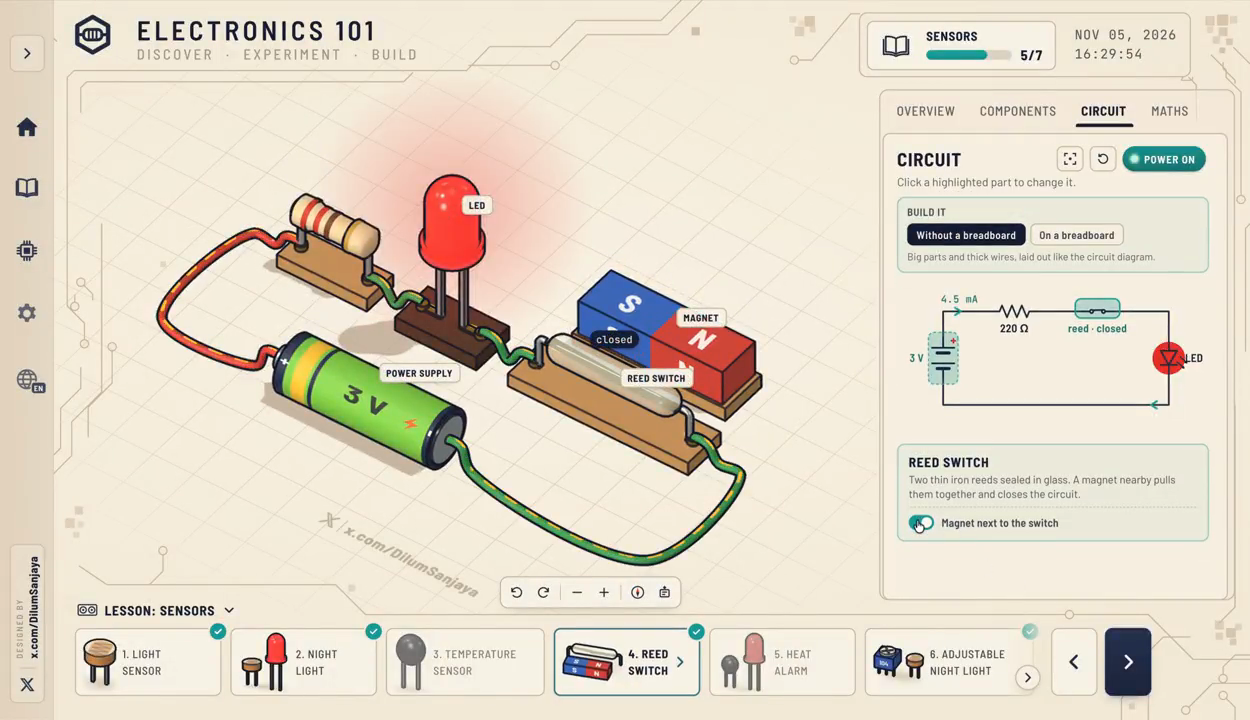 ELECTRONICS 101
DISCOVER · EXPERIMENT · BUILD
SENSORS
5/7
NOV 05, 2026
16:29:54
OVERVIEW
COMPONENTS
CIRCUIT
MATHS
CIRCUIT
POWER ON
Click a highlighted part to change it.
BUILD IT
Without a breadboard
On a breadboard
Big parts and thick wires, laid out like the circuit diagram.
4.5 mA
220 Ω
reed · closed
3 V
+
LED
REED SWITCH
Two thin iron reeds sealed in glass. A magnet nearby pulls
them together and closes the circuit.
Magnet next to the switch
LED
S
MAGNET
N
closed
REED SWITCH
POWER SUPPLY
+
3 V
x.com/DilumSanjaya
EN
DESIGNED BY
x.com/DilumSanjaya
LESSON: SENSORS
1. LIGHT
SENSOR
2. NIGHT
LIGHT
3. TEMPERATURE
SENSOR
S N
S N
4. REED
SWITCH
5. HEAT
ALARM
104
6. ADJUSTABLE
NIGHT LIGHT